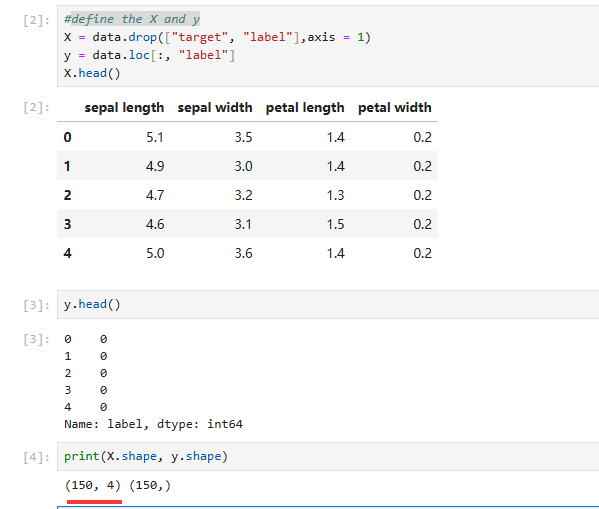 [2]: #define the X and y
X = data.drop(["target", "label"],axis = 1)
y = data.loc[:, "label"]
X.head()
[2]: sepal length sepal width petal length petal width
0 5.1 3.5 1.4 0.2
1 4.9 3.0 1.4 0.2
2 4.7 3.2 1.3 0.2
3 4.6 3.1 1.5 0.2
4 5.0 3.6 1.4 0.2
[3]: y.head()
[3]: 0 0
1 0
2 0
3 0
4 0
Name: label, dtype: int64
[4]: print(X.shape, y.shape)
(150, 4) (150,)